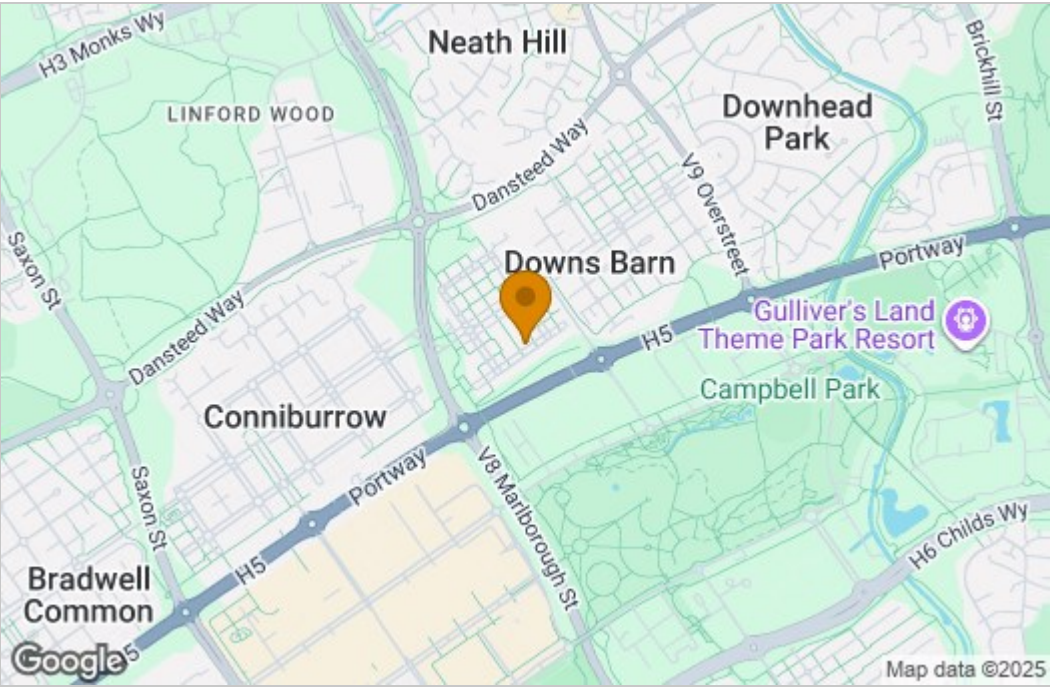 H3 Monks Wy
Neath Hill
Brickhill St
LINFORD WOOD
Downhead
Park
Dansteed Way
V9 Overstreet
Saxon St
Downs Barn
Portway
Dansteed Way
Gulliver's Land
Theme Park Resort
H5
Campbell Park
Conniburrow
Portway
V8 Marlborough St
Saxon St
H6 Childs Wy
H5
Bradwell
Common
Google
Map data ©2025